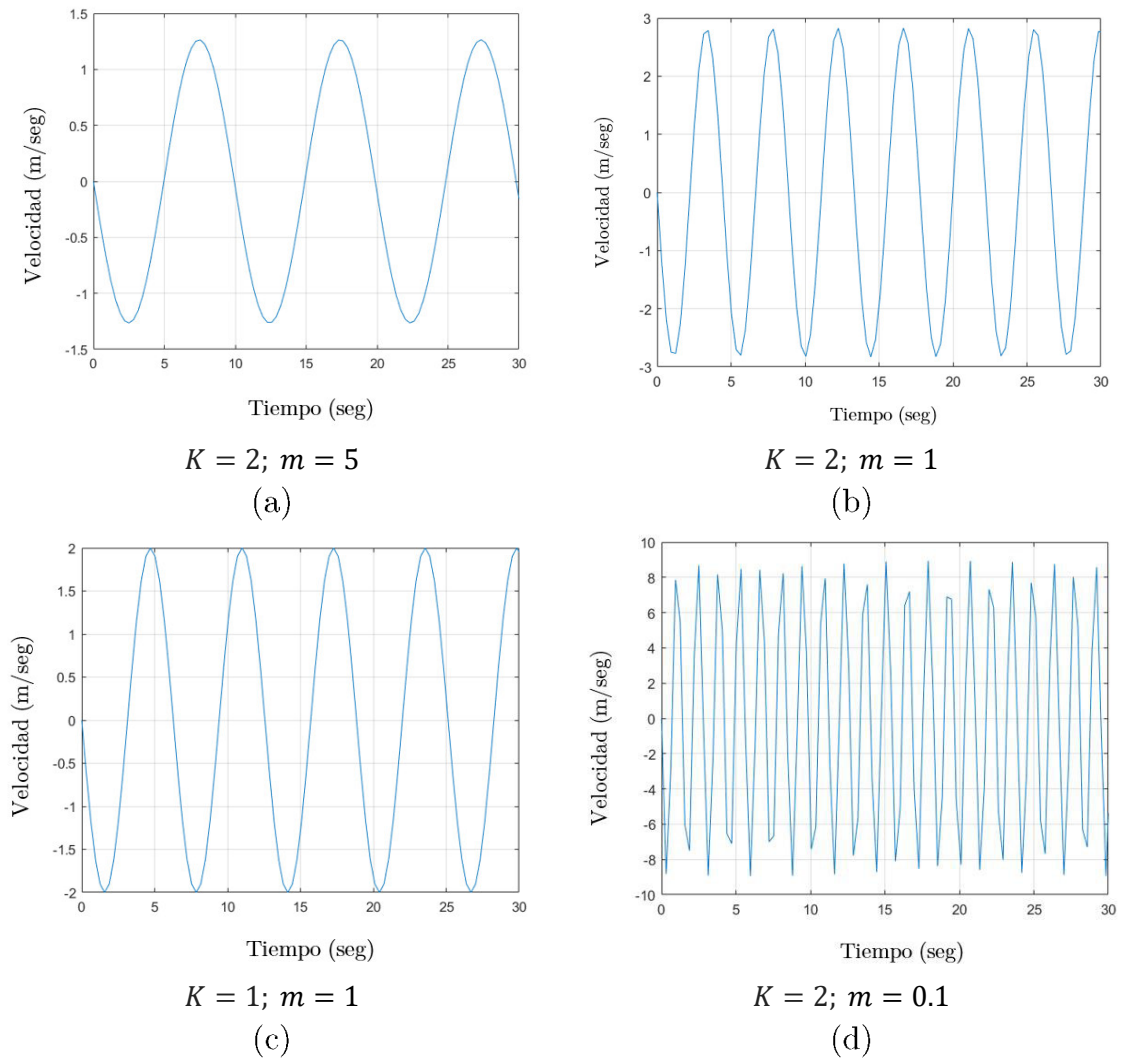 1.5
1
0.5
0
-0.5
-1
-1.5
0 5 10 15 20 25 30
Velocidad (m/seg)
Tiempo (seg)
K = 2; m = 5
(a)
3
2
1
0
-1
-2
-3
0 5 10 15 20 25 30
Velocidad (m/seg)
Tiempo (seg)
K = 2; m = 1
(b)
2
1.5
1
0.5
0
-0.5
-1
-1.5
-2
0 5 10 15 20 25 30
Velocidad (m/seg)
Tiempo (seg)
K = 1; m = 1
(c)
10
8
6
4
2
0
-2
-4
-6
-8
-10
0 5 10 15 20 25 30
Velocidad (m/seg)
Tiempo (seg)
K = 2; m = 0.1
(d)